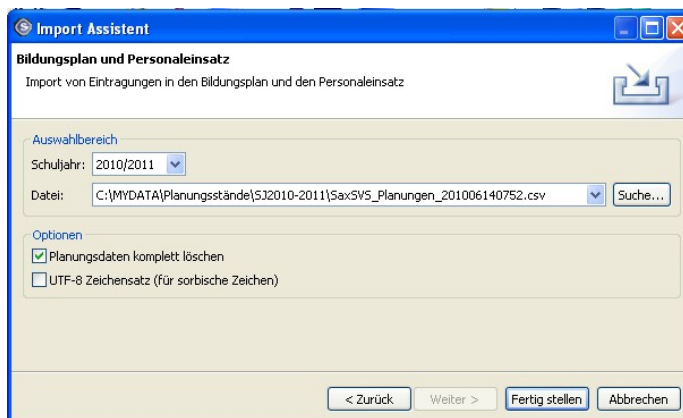 Import Assistent
Bildungsplan und Personaleinsatz
Import von Eintragungen in den Bildungsplan und den Personaleinsatz
Auswahlbereich
Schuljahr: 2010/2011
Datei: C:\MYDATA\Planungsstände\SJ2010-2011\SaxSVS_Planungen_201006140752.csv Suche...
Optionen
Planungsdaten komplett löschen
UTF-8 Zeichensatz (für sorbische Zeichen)
< Zurück Weiter > Fertig stellen Abbrechen